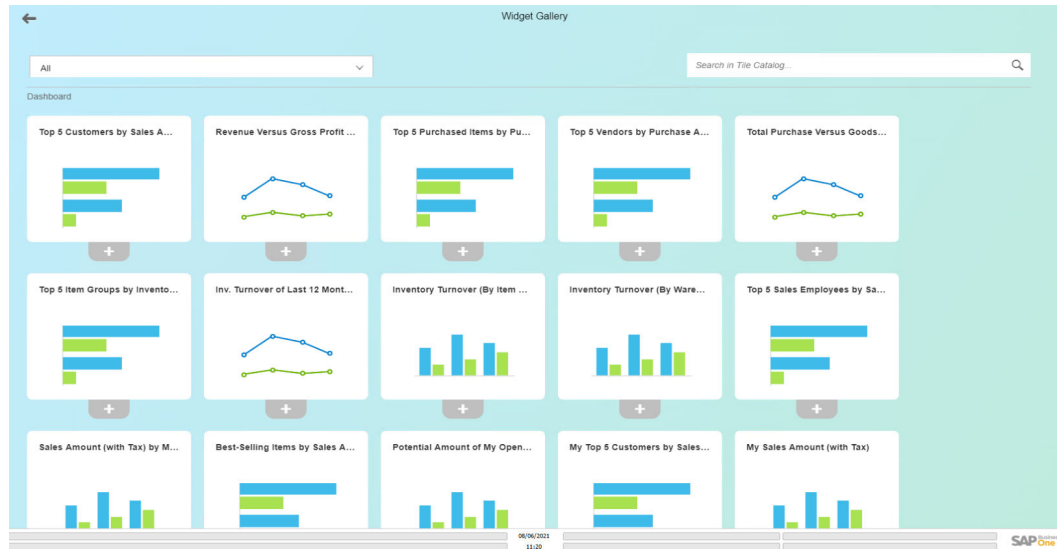 Widget Gallery
All
Search in Tile Catalog...
Dashboard
Top 5 Customers by Sales A...
Revenue Versus Gross Profit ...
Top 5 Purchased Items by Pu...
Top 5 Vendors by Purchase A...
Total Purchase Versus Goods...
Top 5 Item Groups by Invento...
Inv. Turnover of Last 12 Mont...
Inventory Turnover (By Item ...
Inventory Turnover (By Ware...
Top 5 Sales Employees by Sa...
Sales Amount (with Tax) by M...
Best-Selling Items by Sales A...
Potential Amount of My Open...
My Top 5 Customers by Sales...
My Sales Amount (with Tax)
08/06/2021
11:20
SAP
One